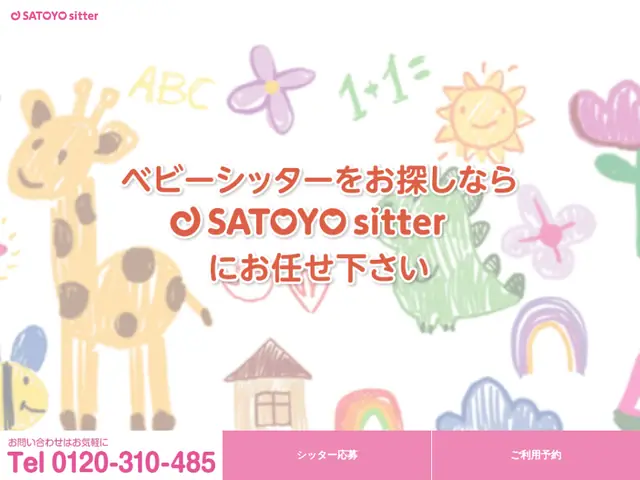 SATOYO sitter
ABC
1+1=
ベビーシッターをお探しなら
SATOYO sitter
にお任せ下さい
お問い合わせはお気軽に
Tel 0120-310-485
シッター応募
ご利用予約